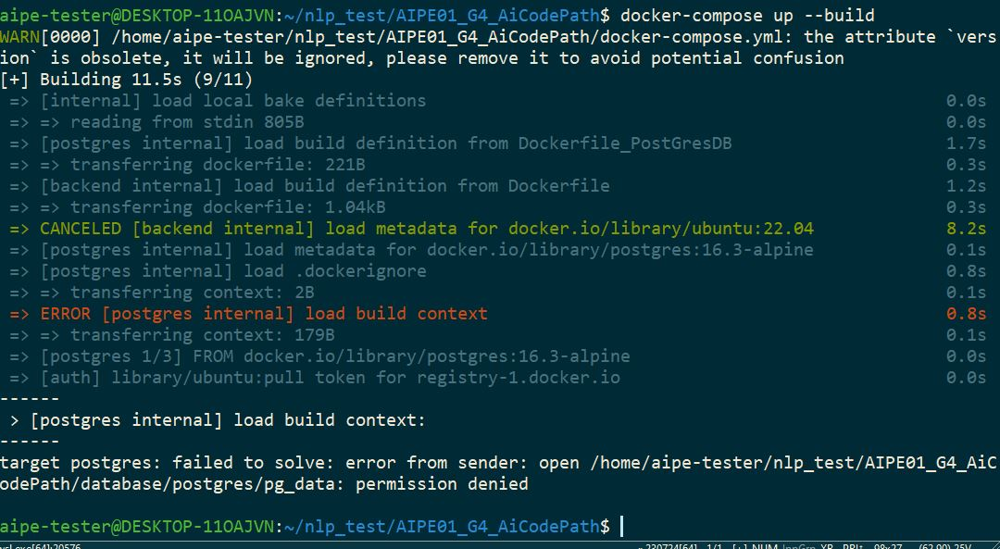 aipe-tester@DESKTOP-11OAJVN:~/nlp_test/AIPE01_G4_AiCodePath$ docker-compose up --build
WARN[0000] /home/aipe-tester/nlp_test/AIPE01_G4_AiCodePath/docker-compose.yml: the attribute `vers
ion` is obsolete, it will be ignored, please remove it to avoid potential confusion
[+] Building 11.5s (9/11)
=> [internal] load local bake definitions 0.0s
=> => reading from stdin 805B 0.0s
=> [postgres internal] load build definition from Dockerfile_PostGresDB 1.7s
=> => transferring dockerfile: 221B 0.3s
=> [backend internal] load build definition from Dockerfile 1.2s
=> => transferring dockerfile: 1.04kB 0.3s
=> CANCELED [backend internal] load metadata for docker.io/library/ubuntu:22.04 8.2s
=> [postgres internal] load metadata for docker.io/library/postgres:16.3-alpine 0.1s
=> [postgres internal] load .dockerignore 0.8s
=> => transferring context: 2B 0.1s
=> ERROR [postgres internal] load build context 0.8s
=> => transferring context: 179B 0.1s
=> [postgres 1/3] FROM docker.io/library/postgres:16.3-alpine 0.0s
=> [auth] library/ubuntu:pull token for registry-1.docker.io 0.0s
------
> [postgres internal] load build context:
------
target postgres: failed to solve: error from sender: open /home/aipe-tester/nlp_test/AIPE01_G4_AiC
odePath/database/postgres/pg_data: permission denied
aipe-tester@DESKTOP-11OAJVN:~/nlp_test/AIPE01_G4_AiCodePath$